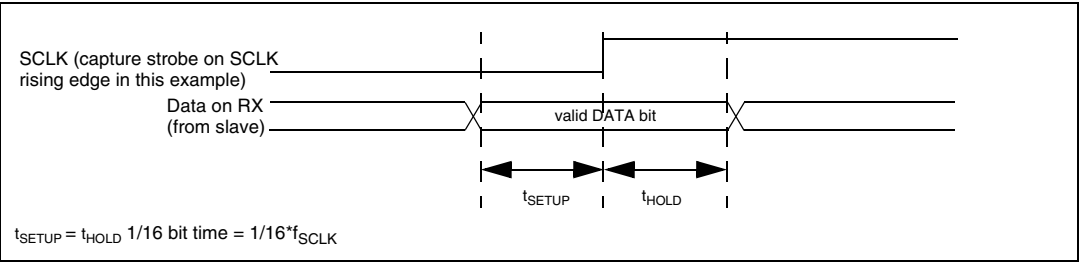 SCLK (capture strobe on SCLK
rising edge in this example)
Data on RX
(from slave)
valid DATA bit
tSETUP
tHOLD
tSETUP = tHOLD 1/16 bit time = 1/16*fSCLK